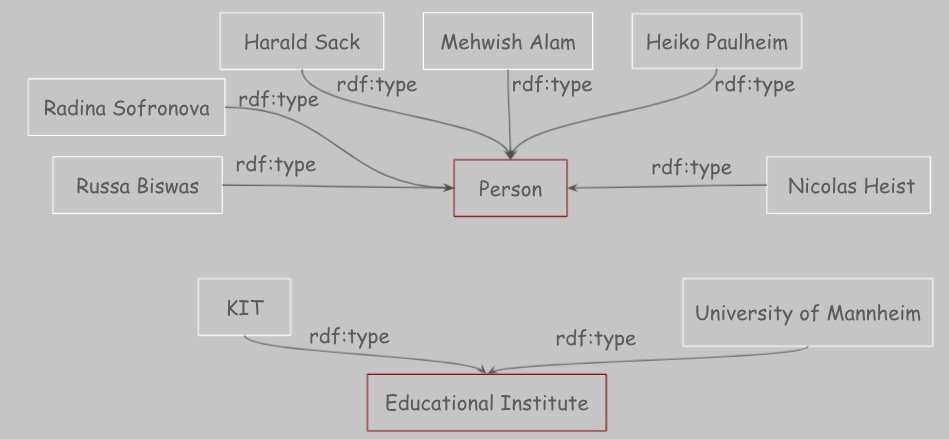 Harald Sack
Mehwish Alam
Heiko Paulheim
rdf:type
rdf:type
rdf:type
Radina Sofronova
rdf:type
Russa Biswas
rdf:type
Person
rdf:type
Nicolas Heist
KIT
University of Mannheim
rdf:type
rdf:type
Educational Institute